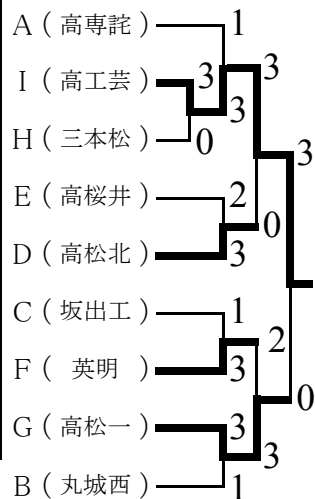 A ( 高専詫 ) 1
3
I ( 高工芸 ) 3
3
H ( 三本松 ) 0
3
E ( 高桜井 ) 2
0
D ( 高松北 ) 3
C ( 坂出工 ) 1
2
F ( 英明 ) 3
0
G ( 高松一 ) 3
3
B ( 丸城西 ) 1